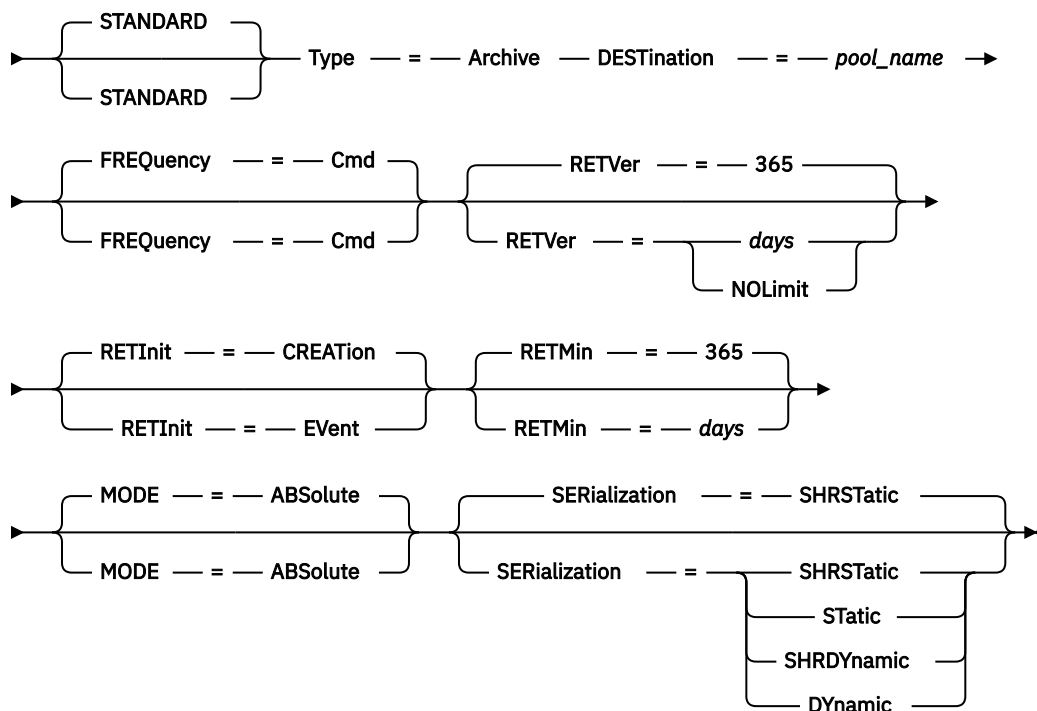 STANDARD
STANDARD
Type = Archive DESTination = pool_name
FREQuency = Cmd
FREQuency = Cmd
RETVer = 365
RETVer = days
NOLimit
RETInit = CREATion
RETInit = EVent
RETMin = 365
RETMin = days
MODE = ABSolute
MODE = ABSolute
SERialization = SHRSTatic
SERialization = SHRSTatic
STatic
SHRDYnamic
DYnamic